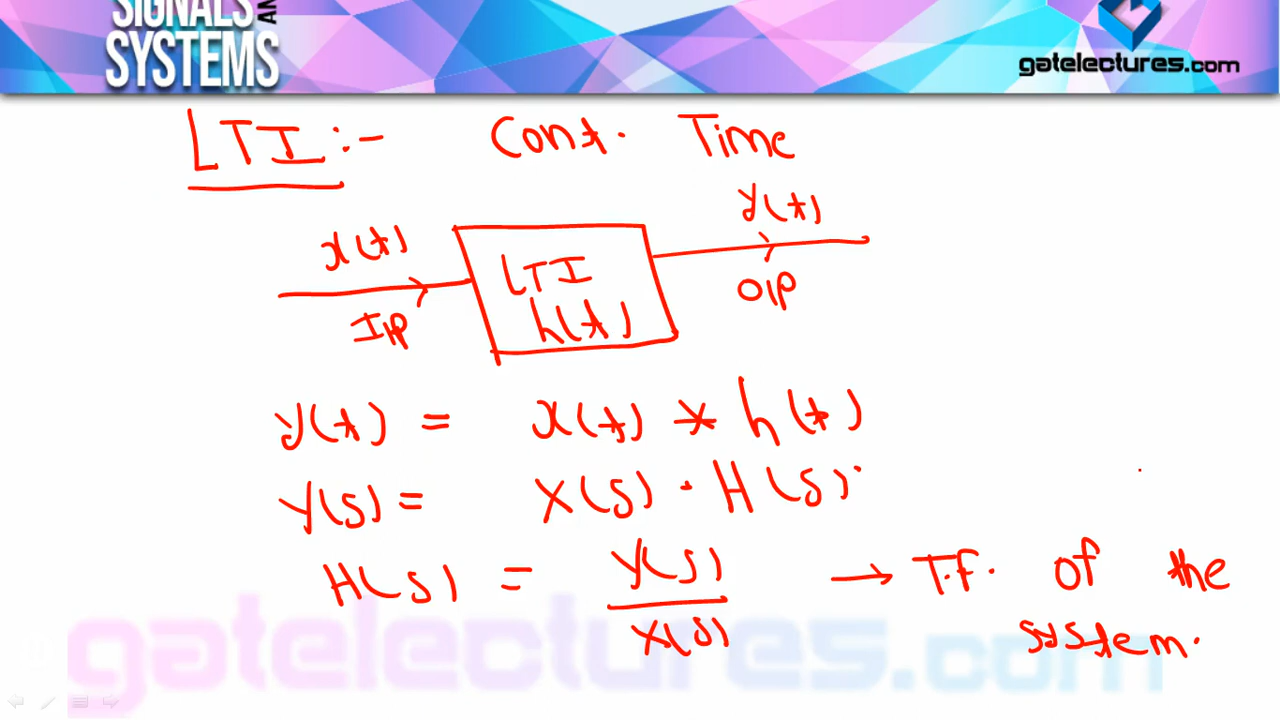 SIGNALS AND
SYSTEMS
gatelectures.com
LTI :- Cont. Time
x(t)
I/P
LTI
h(t)
y(t)
O/P
y(t) = x(t) * h(t)
Y(s) = X(s) · H(s)
H(s) = Y(s) / X(s) → T.F. of the
system.
gatelectures.com